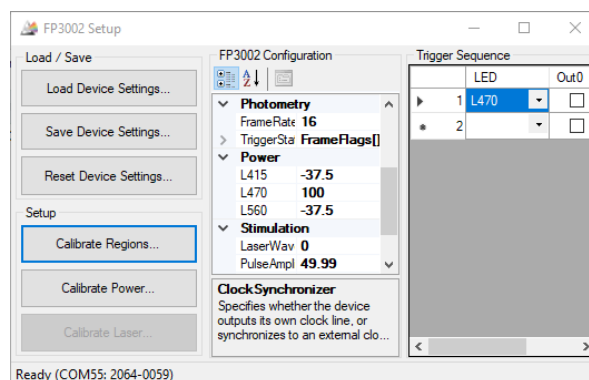 FP3002 Setup
Load / Save
Load Device Settings...
Save Device Settings...
Reset Device Settings...
Setup
Calibrate Regions...
Calibrate Power...
Calibrate Laser...
FP3002 Configuration
Photometry
FrameRate 16
TriggerStat FrameFlags[]
Power
L415 -37.5
L470 100
L560 -37.5
Stimulation
LaserWav 0
PulseAmpl 49.99
ClockSynchronizer
Specifies whether the device
outputs its own clock line, or
synchronizes to an external clo...
Trigger Sequence
LED Out0
1 L470
2
Ready (COM55: 2064-0059)